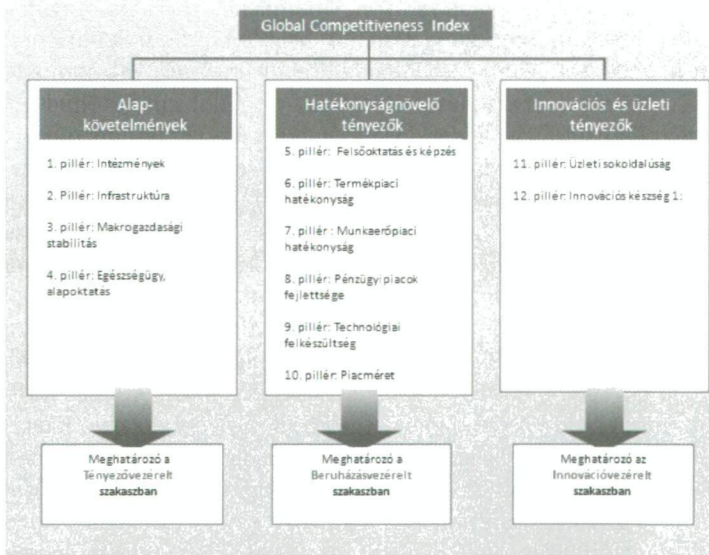 Global Competitiveness Index
Alap-
követelmények
1. pillér: Intézmények
2. Pillér: Infrastruktúra
3. pillér: Makrogazdasági
stabilitás
4. pillér: Egészségügy,
alapoktatás
Meghatározó a
Tényezővezérelt
szakaszban
Hatékonyságnövelő
tényezők
5. pillér: Felsőoktatás és képzés
6. pillér: Termékpiaci
hatékonyság
7. pillér : Munkaerőpiaci
hatékonyság
8. pillér: Pénzügyi piacok
fejlettsége
9. pillér: Technológiai
felkészültség
10. pillér: Piacméret
Meghatározó a
Beruházásvezérelt
szakaszban
Innovációs és üzleti
tényezők
11. pillér: Üzleti sokoldalúság
12. pillér: Innovációs készség 1:
Meghatározó az
Innovációvezérelt
szakaszban